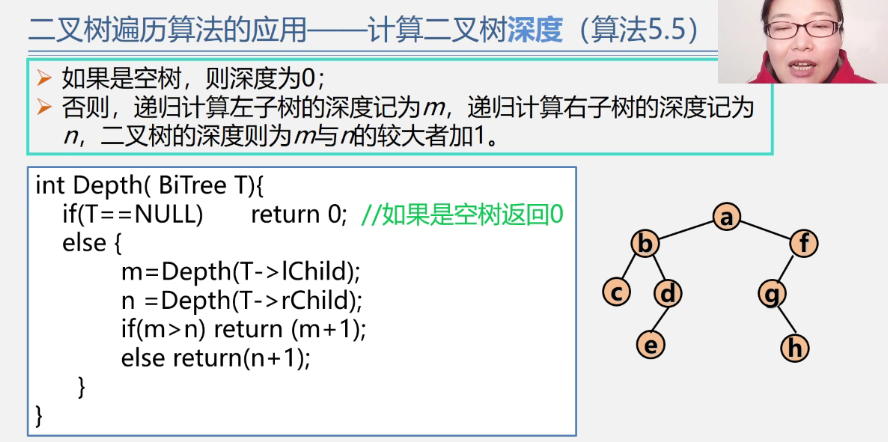 二叉树遍历算法的应用——计算二叉树深度（算法5.5）
如果是空树，则深度为0；
否则，递归计算左子树的深度记为m，递归计算右子树的深度记为
n，二叉树的深度则为m与n的较大者加1。
int Depth( BiTree T){
if(T==NULL) return 0; //如果是空树返回0
else {
m=Depth(T->lChild);
n =Depth(T->rChild);
if(m>n) return (m+1);
else return(n+1);
}
}
a
b f
c d g
e h